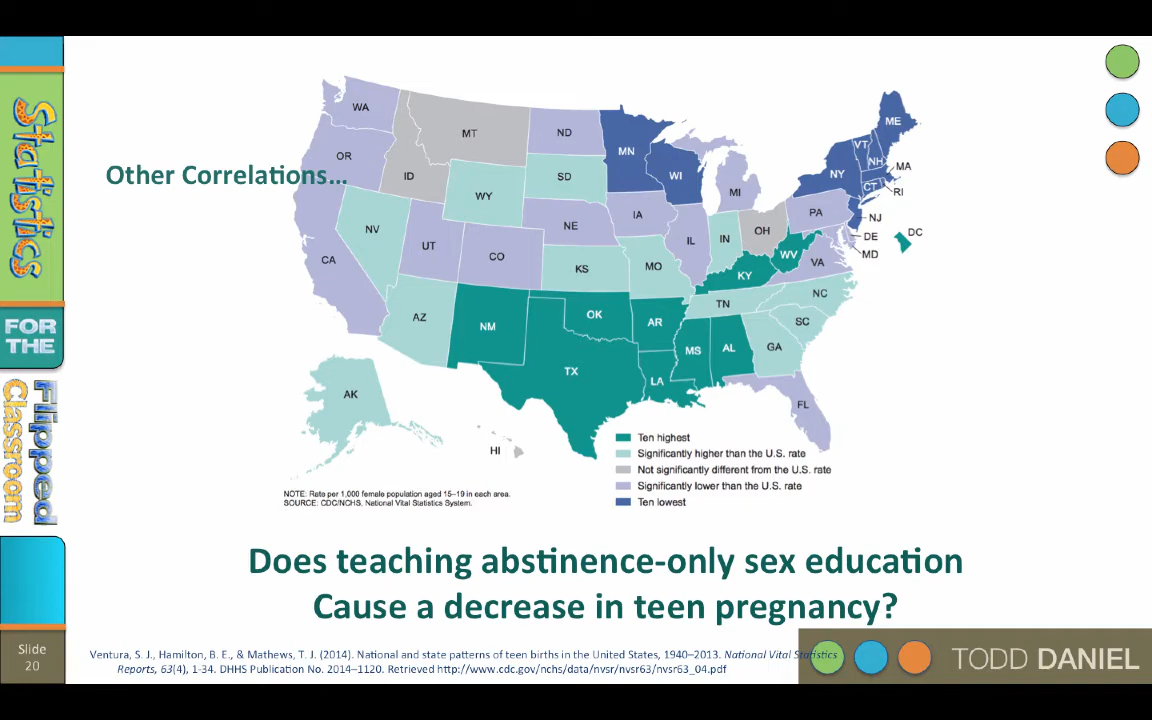 Statistics
FOR THE
Flipped
Classroom
Slide
20
Other Correlations...
WA
OR
CA
NV
ID
MT
WY
UT
CO
AZ
NM
ND
SD
NE
KS
OK
TX
MN
IA
MO
AR
LA
WI
IL
MI
IN
OH
KY
WV
TN
MS
AL
GA
FL
SC
NC
VA
PA
NY
VT
NH
ME
MA
RI
CT
NJ
DE
MD
DC
AK
HI
Ten highest
Significantly higher than the U.S. rate
Not significantly different from the U.S. rate
Significantly lower than the U.S. rate
Ten lowest
NOTE: Rate per 1,000 female population aged 15–19 in each area.
SOURCE: CDC/NCHS, National Vital Statistics System.
Does teaching abstinence-only sex education
Cause a decrease in teen pregnancy?
Ventura, S. J., Hamilton, B. E., & Mathews, T. J. (2014). National and state patterns of teen births in the United States, 1940–2013. National Vital Statistics
Reports, 63(4), 1-34. DHHS Publication No. 2014–1120. Retrieved http://www.cdc.gov/nchs/data/nvsr/nvsr63/nvsr63_04.pdf
TODD DANIEL